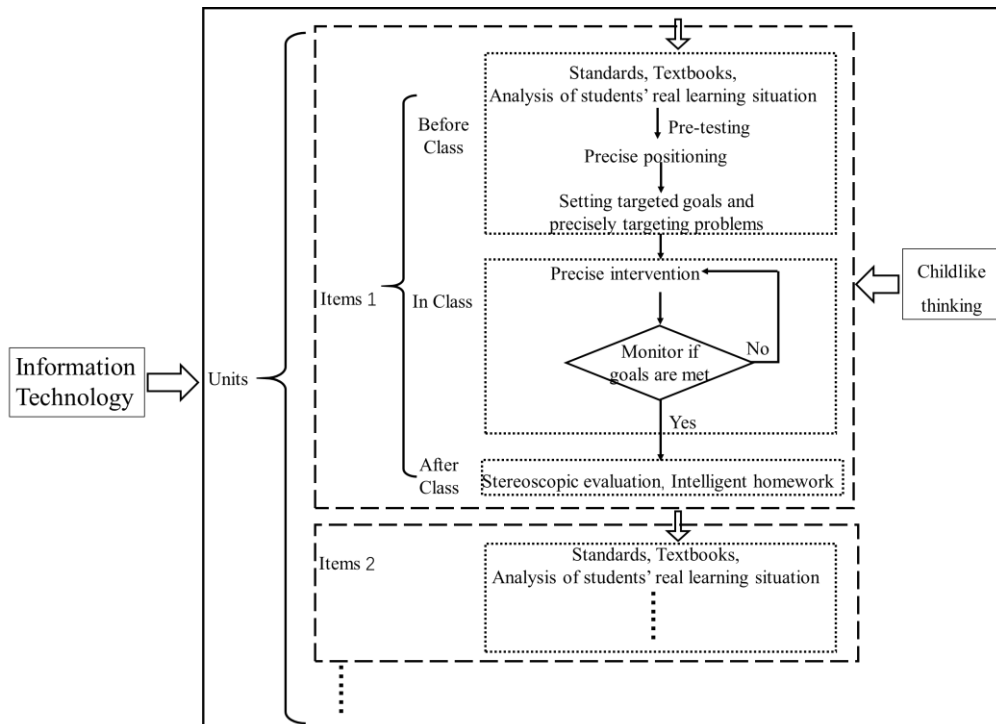 Standards, Textbooks,
Analysis of students' real learning situation
Before
Class
Pre-testing
Precise positioning
Setting targeted goals and
precisely targeting problems
Precise intervention
Childlike
thinking
Items 1
In Class
Monitor if
goals are met
No
Information
Technology
Units
Yes
After
Class
Stereoscopic evaluation, Intelligent homework
Items 2
Standards, Textbooks,
Analysis of students' real learning situation